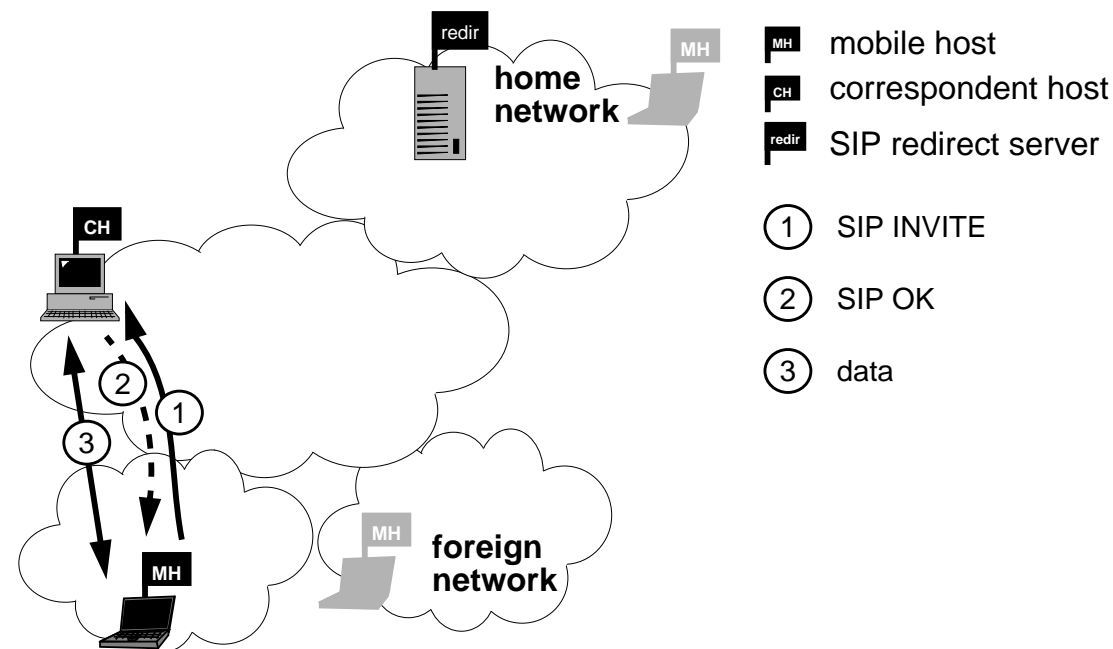 redir
MH
home
network
MH mobile host
CH correspondent host
redir SIP redirect server
1 SIP INVITE
2 SIP OK
3 data
CH
2
1
3
MH
foreign
network
MH